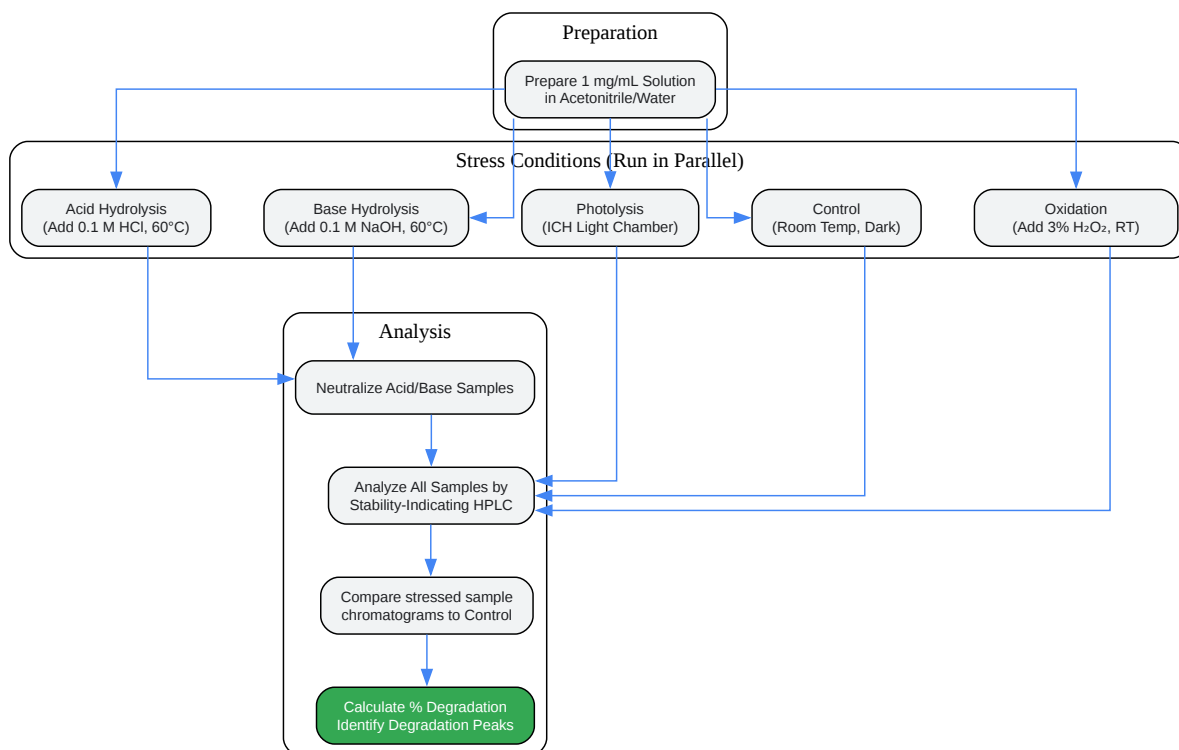 Preparation
Prepare 1 mg/mL Solution
in Acetonitrile/Water
Stress Conditions (Run in Parallel)
Acid Hydrolysis
(Add 0.1 M HCl, 60°C)
Base Hydrolysis
(Add 0.1 M NaOH, 60°C)
Photolysis
(ICH Light Chamber)
Control
(Room Temp, Dark)
Oxidation
(Add 3% H₂O₂, RT)
Analysis
Neutralize Acid/Base Samples
Analyze All Samples by
Stability-Indicating HPLC
Compare stressed sample
chromatograms to Control
Calculate % Degradation
Identify Degradation Peaks